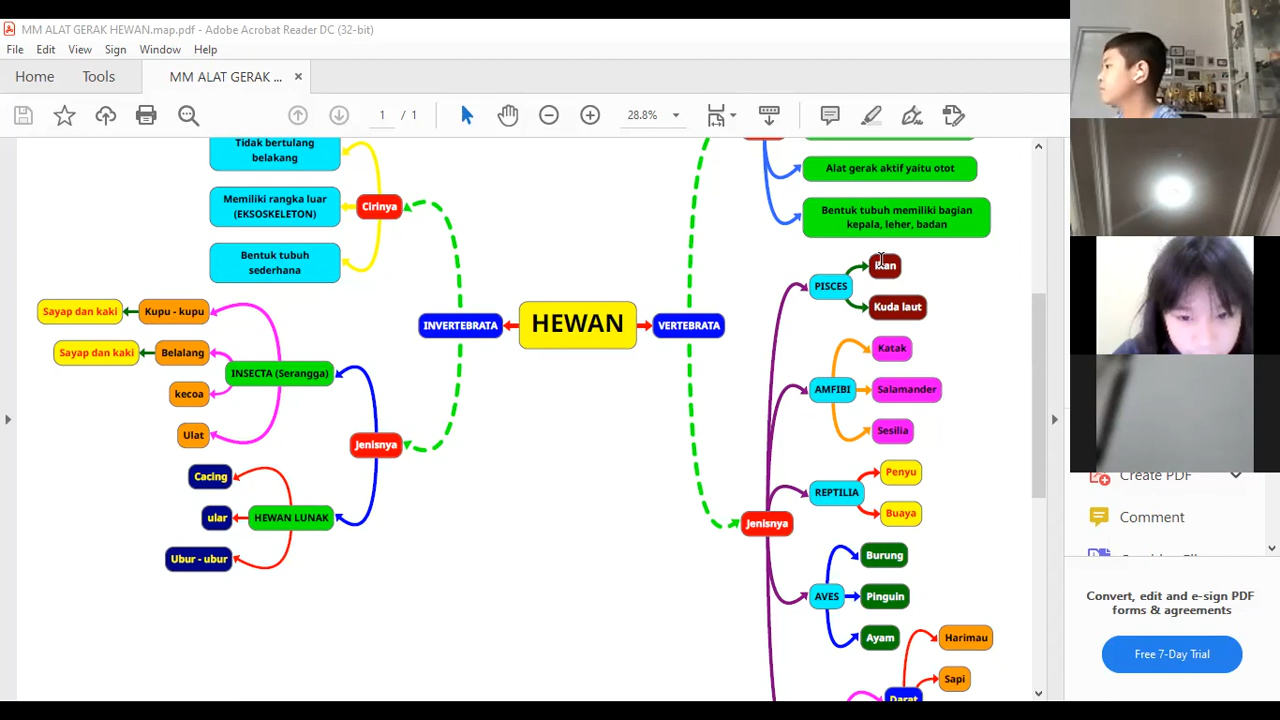 MM ALAT GERAK HEWAN.map.pdf - Adobe Acrobat Reader DC (32-bit)
File Edit View Sign Window Help
Home Tools MM ALAT GERAK ... ×
1 / 1 28.8%
Tidak bertulang
belakang
Memiliki rangka luar
(EKSOSKELETON)
Bentuk tubuh
sederhana
Cirinya
Alat gerak aktif yaitu otot
Bentuk tubuh memiliki bagian
kepala, leher, badan
INVERTEBRATA
HEWAN
VERTEBRATA
Sayap dan kaki
Kupu - kupu
Sayap dan kaki
Belalang
kecoa
Ulat
INSECTA (Serangga)
Jenisnya
Cacing
ular
Ubur - ubur
HEWAN LUNAK
PISCES
Ikan
Kuda laut
AMFIBI
Katak
Salamander
Sesilia
REPTILIA
Penyu
Buaya
Jenisnya
AVES
Burung
Pinguin
Ayam
Harimau
Sapi
Darat
Create PDF
Comment
Convert, edit and e-sign PDF
forms & agreements
Free 7-Day Trial